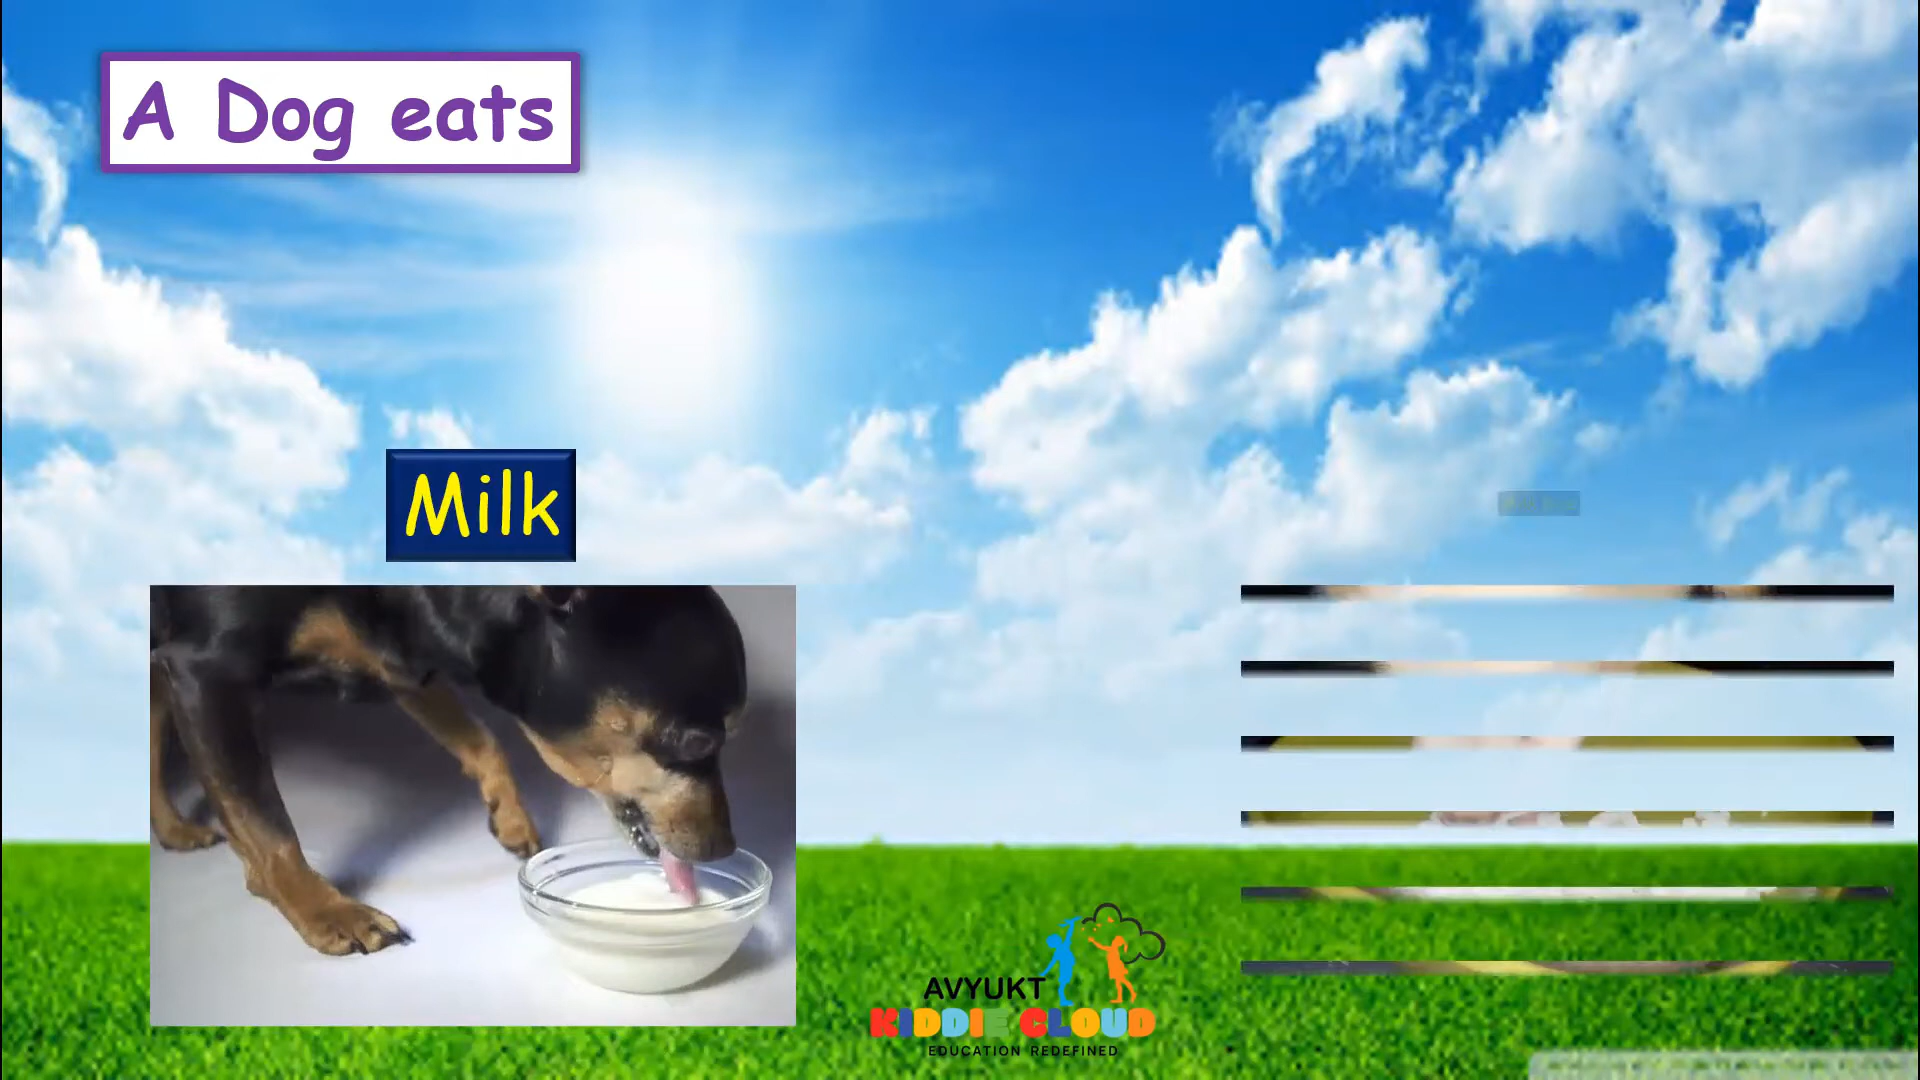 A Dog eats
Milk
AVYUKT
KIDDIE CLOUD
EDUCATION REDEFINED